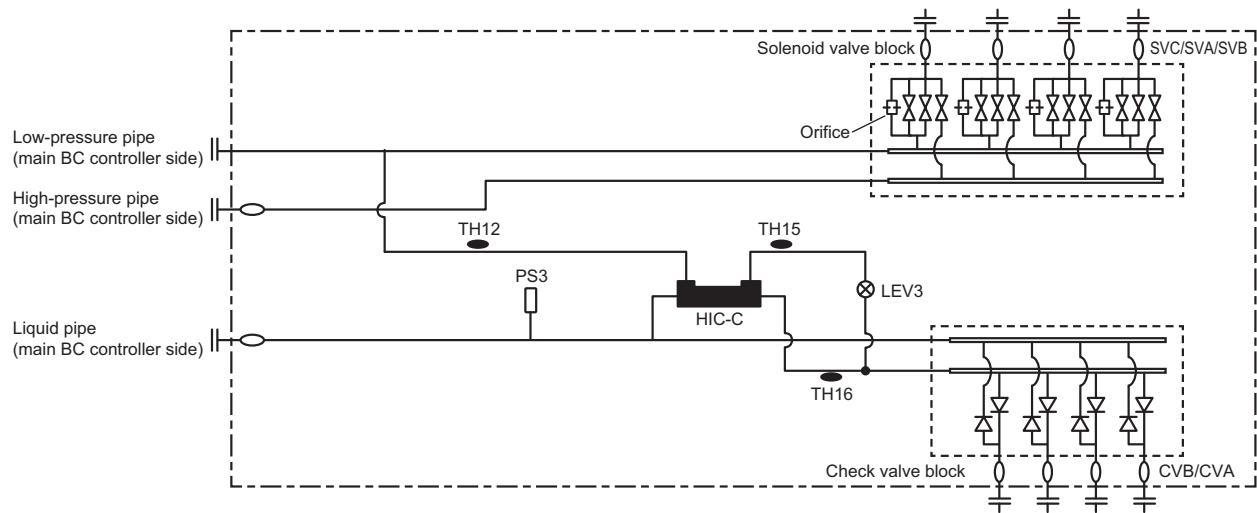 Solenoid valve block
SVC/SVA/SVB
Orifice
Low-pressure pipe
(main BC controller side)
High-pressure pipe
(main BC controller side)
TH12
TH15
PS3
LEV3
HIC-C
Liquid pipe
(main BC controller side)
TH16
Check valve block
CVB/CVA